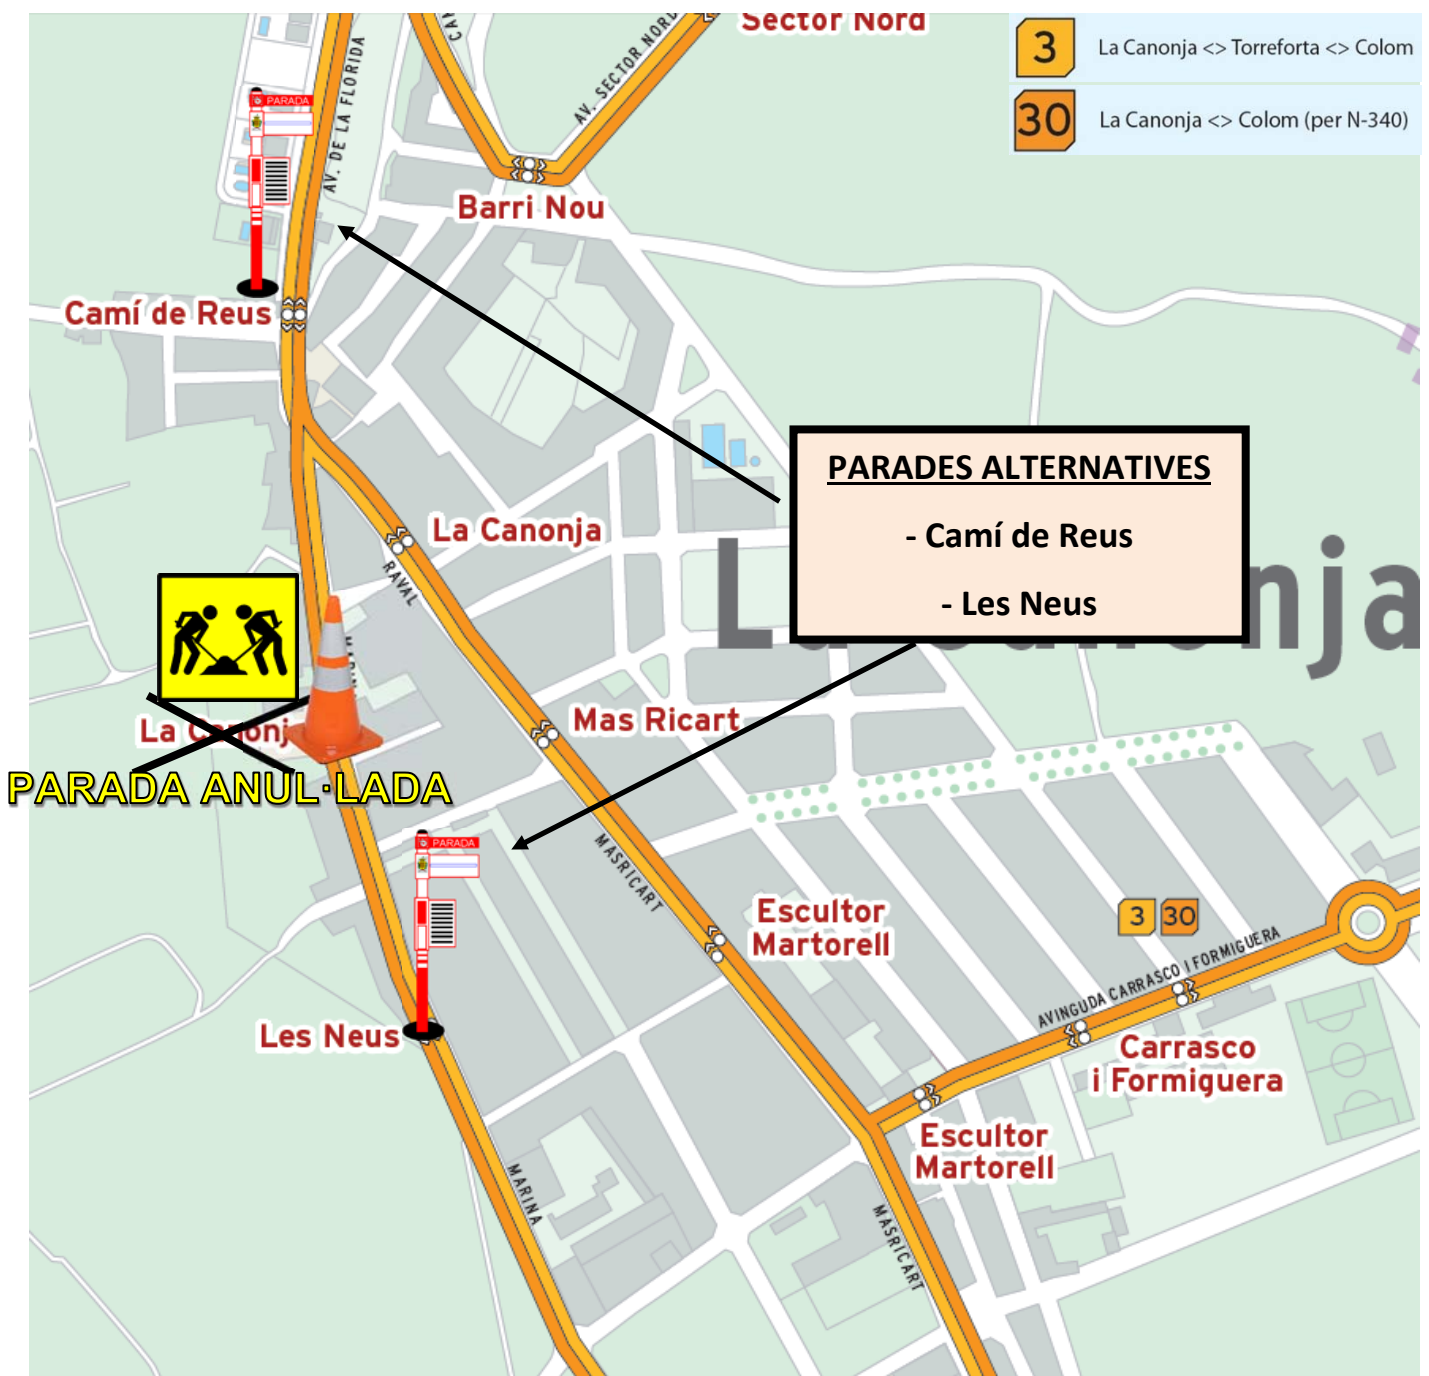 Sector Nord
3
La Canonja <> Torreforta <> Colom
30
La Canonja <> Colom (per N-340)
AV. DE LA FLORIDA
AV. SECTOR NORD
PARADA
Barri Nou
Camí de Reus
PARADES ALTERNATIVES
- Camí de Reus
- Les Neus
La Canonja
RAVAL
La Canonja
PARADA ANUL·LADA
Mas Ricart
PARADA
MASRICART
Escultor
Martorell
3 30
AVINGUDA CARRASCO I FORMIGUERA
Les Neus
Carrasco
i Formiguera
Escultor
Martorell
MARINA
MASRICART